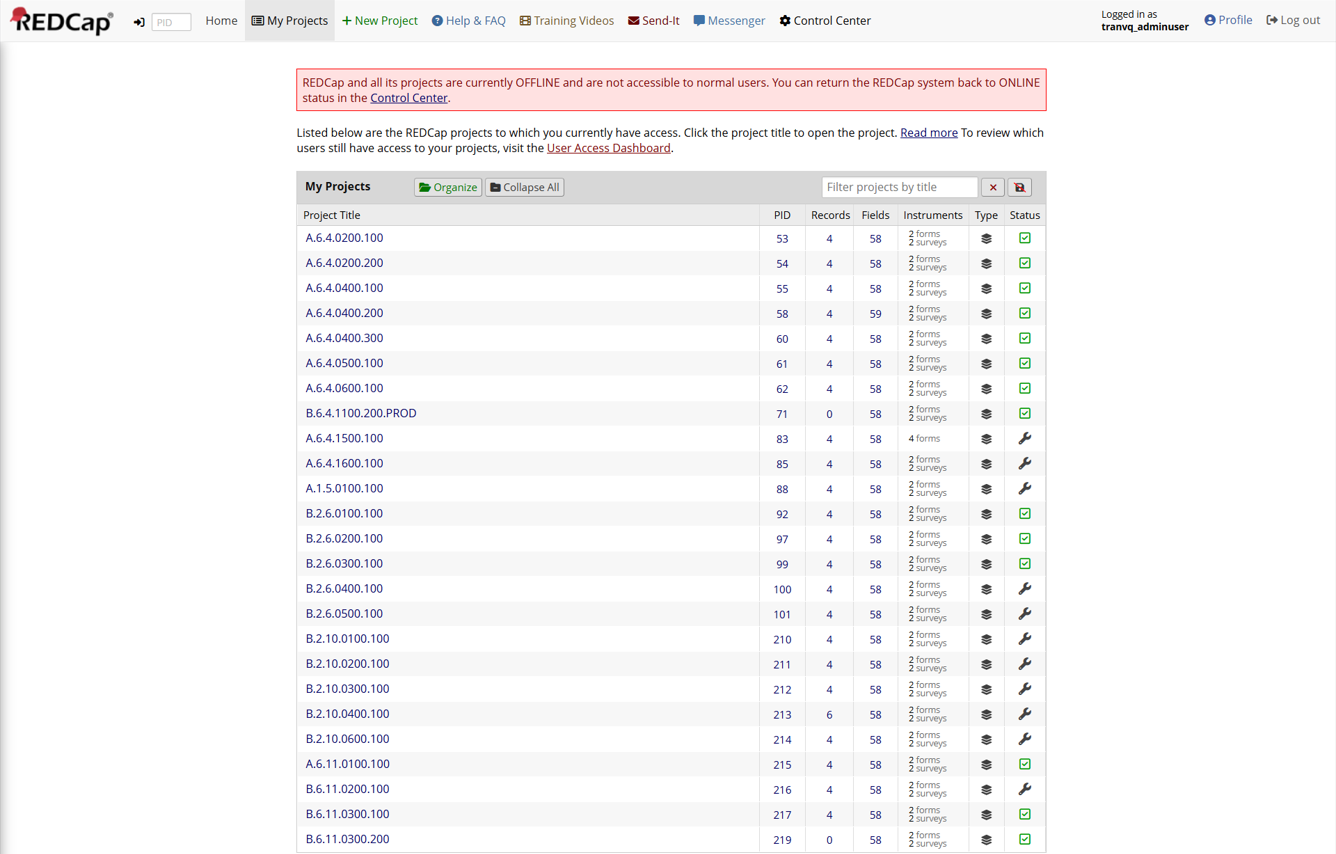 REDCap
PID
Home
My Projects
New Project
Help & FAQ
Training Videos
Send-It
Messenger
Control Center
Logged in as
tranvq_adminuser
Profile
Log out
REDCap and all its projects are currently OFFLINE and are not accessible to normal users. You can return the REDCap system back to ONLINE
status in the Control Center.
Listed below are the REDCap projects to which you currently have access. Click the project title to open the project. Read more To review which
users still have access to your projects, visit the User Access Dashboard.
My Projects Organize Collapse All Filter projects by title
Project Title PID Records Fields Instruments Type Status
A.6.4.0200.100 53 4 58 2 forms
2 surveys
A.6.4.0200.200 54 4 58 2 forms
2 surveys
A.6.4.0400.100 55 4 58 2 forms
2 surveys
A.6.4.0400.200 58 4 59 2 forms
2 surveys
A.6.4.0400.300 60 4 58 2 forms
2 surveys
A.6.4.0500.100 61 4 58 2 forms
2 surveys
A.6.4.0600.100 62 4 58 2 forms
2 surveys
B.6.4.1100.200.PROD 71 0 58 2 forms
2 surveys
A.6.4.1500.100 83 4 58 4 forms
A.6.4.1600.100 85 4 58 2 forms
2 surveys
A.1.5.0100.100 88 4 58 2 forms
2 surveys
B.2.6.0100.100 92 4 58 2 forms
2 surveys
B.2.6.0200.100 97 4 58 2 forms
2 surveys
B.2.6.0300.100 99 4 58 2 forms
2 surveys
B.2.6.0400.100 100 4 58 2 forms
2 surveys
B.2.6.0500.100 101 4 58 2 forms
2 surveys
B.2.10.0100.100 210 4 58 2 forms
2 surveys
B.2.10.0200.100 211 4 58 2 forms
2 surveys
B.2.10.0300.100 212 4 58 2 forms
2 surveys
B.2.10.0400.100 213 6 58 2 forms
2 surveys
B.2.10.0600.100 214 4 58 2 forms
2 surveys
A.6.11.0100.100 215 4 58 2 forms
2 surveys
B.6.11.0200.100 216 4 58 2 forms
2 surveys
B.6.11.0300.100 217 4 58 2 forms
2 surveys
B.6.11.0300.200 219 0 58 2 forms
2 surveys